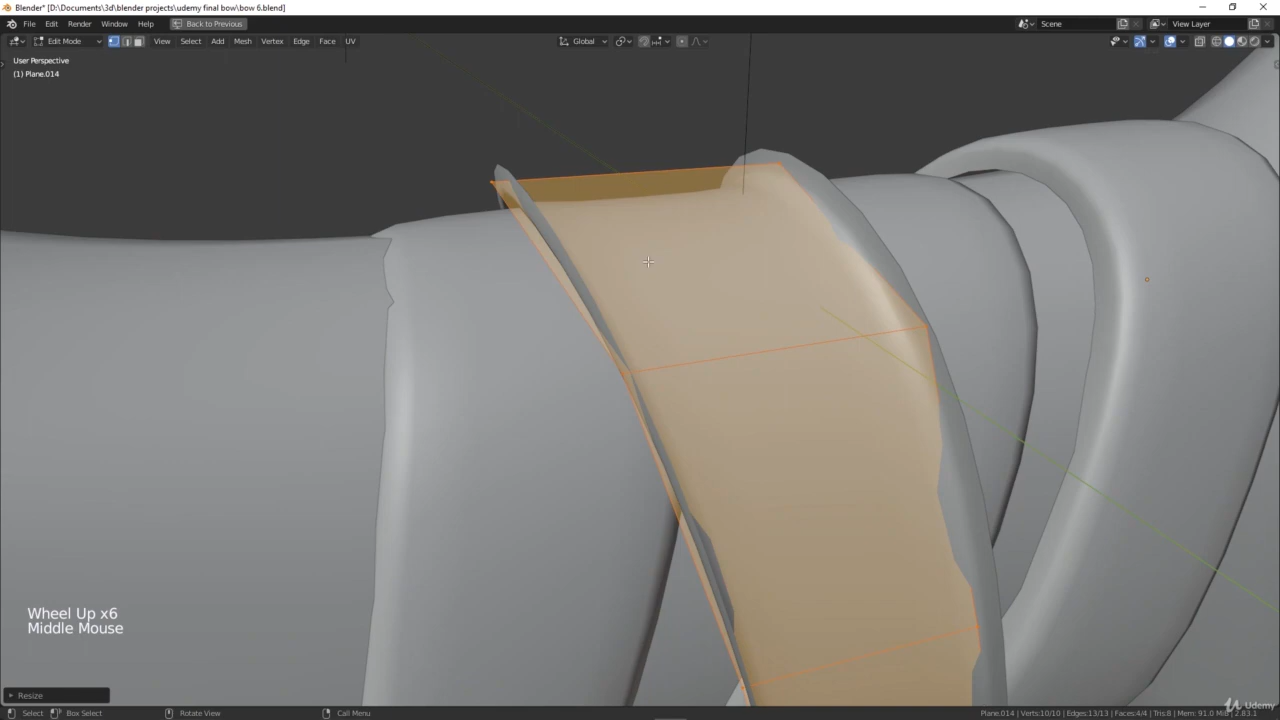 Blender* [D:\Documents\3d\blender projects\udemy final bow\bow 6.blend]
File Edit Render Window Help Back to Previous Scene View Layer
Edit Mode View Select Add Mesh Vertex Edge Face UV Global
User Perspective
(1) Plane.014
Wheel Up x6
Middle Mouse
Resize
Select Box Select Rotate View Call Menu Plane.014 | Verts:10/10 | Edges:13/13 | Faces:4/4 | Tris:8 | Mem: 91.0 MiB | 2.83.1
Udemy